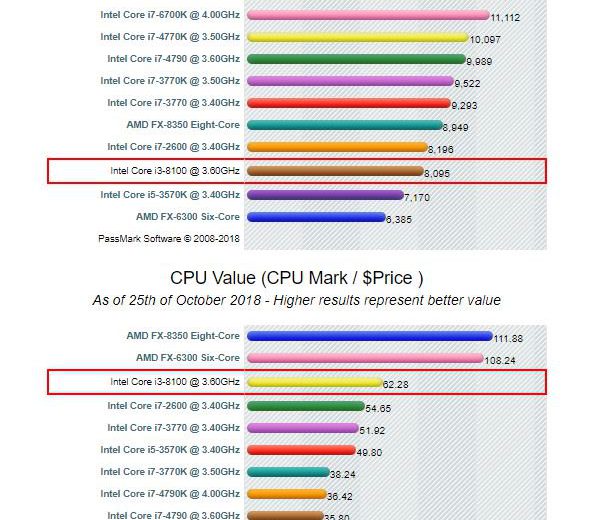 Intel Core i7-6700K @ 4.00GHz 11,112
Intel Core i7-4770K @ 3.50GHz 10,097
Intel Core i7-4790 @ 3.60GHz 9,989
Intel Core i7-3770K @ 3.50GHz 9,522
Intel Core i7-3770 @ 3.40GHz 9,293
AMD FX-8350 Eight-Core 8,949
Intel Core i7-2600 @ 3.40GHz 8,196
Intel Core i3-8100 @ 3.60GHz 8,095
Intel Core i5-3570K @ 3.40GHz 7,170
AMD FX-6300 Six-Core 6,385
PassMark Software © 2008-2018
CPU Value (CPU Mark / $Price )
As of 25th of October 2018 - Higher results represent better value
AMD FX-8350 Eight-Core 111.88
AMD FX-6300 Six-Core 108.24
Intel Core i3-8100 @ 3.60GHz 62.28
Intel Core i7-2600 @ 3.40GHz 54.65
Intel Core i7-3770 @ 3.40GHz 51.92
Intel Core i5-3570K @ 3.40GHz 49.80
Intel Core i7-3770K @ 3.50GHz 38.24
Intel Core i7-4790K @ 4.00GHz 36.42
Intel Core i7-4790 @ 3.60GHz 35.80